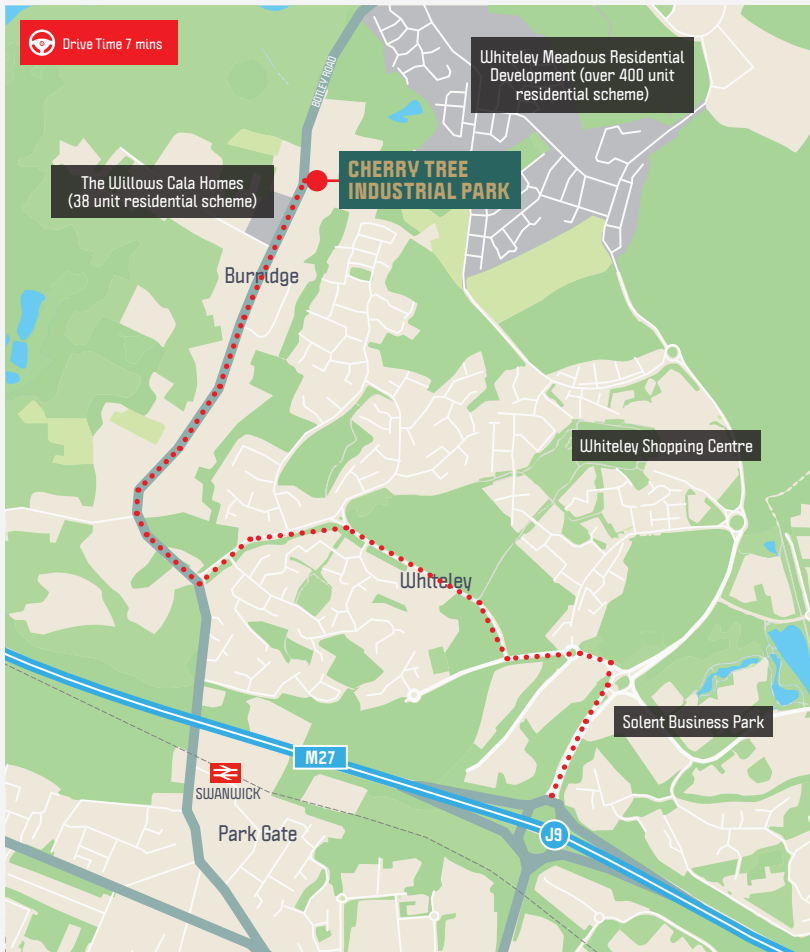 Drive Time 7 mins
BOTLEY ROAD
Whiteley Meadows Residential
Development (over 400 unit
residential scheme)
CHERRY TREE
INDUSTRIAL PARK
The Willows Cala Homes
(38 unit residential scheme)
Burridge
Whiteley Shopping Centre
Whiteley
Solent Business Park
M27
SWANWICK
Park Gate
J9